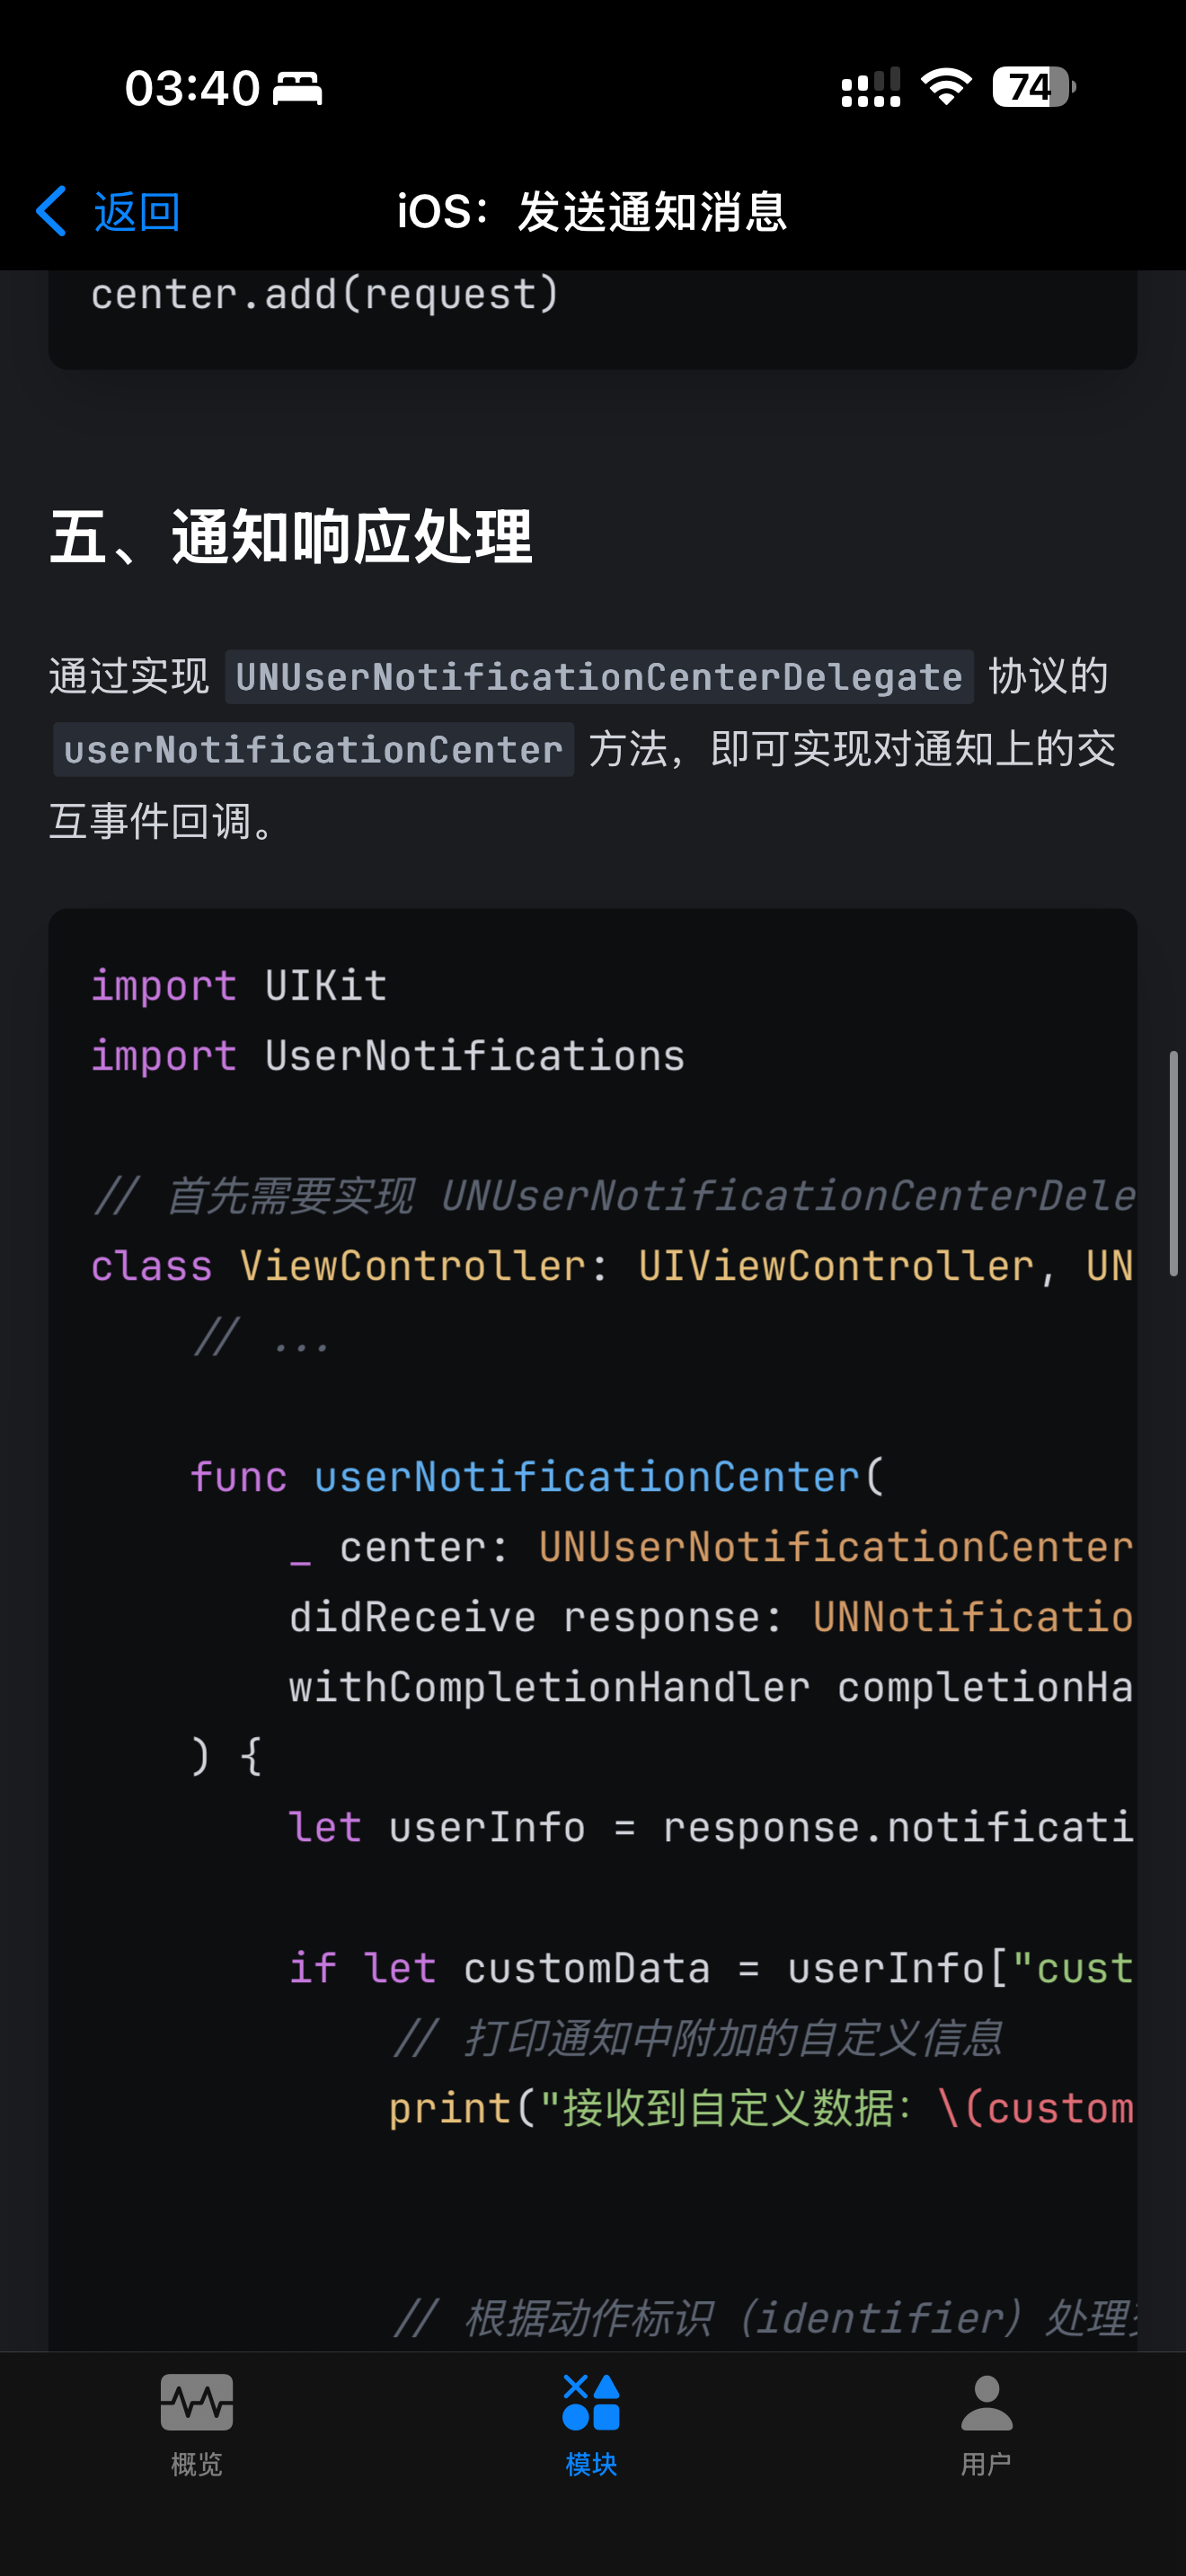 03:40
74
返回
iOS：发送通知消息
center.add(request)
五、通知响应处理
通过实现 UNUserNotificationCenterDelegate 协议的
userNotificationCenter 方法，即可实现对通知上的交
互事件回调。
import UIKit
import UserNotifications
// 首先需要实现 UNUserNotificationCenterDele
class ViewController: UIViewController, UN
// ...
func userNotificationCenter(
_ center: UNUserNotificationCenter
didReceive response: UNNotificatio
withCompletionHandler completionHa
) {
let userInfo = response.notificati
if let customData = userInfo["cust
// 打印通知中附加的自定义信息
print("接收到自定义数据：\(custom
// 根据动作标识（identifier）处理
概览
模块
用户